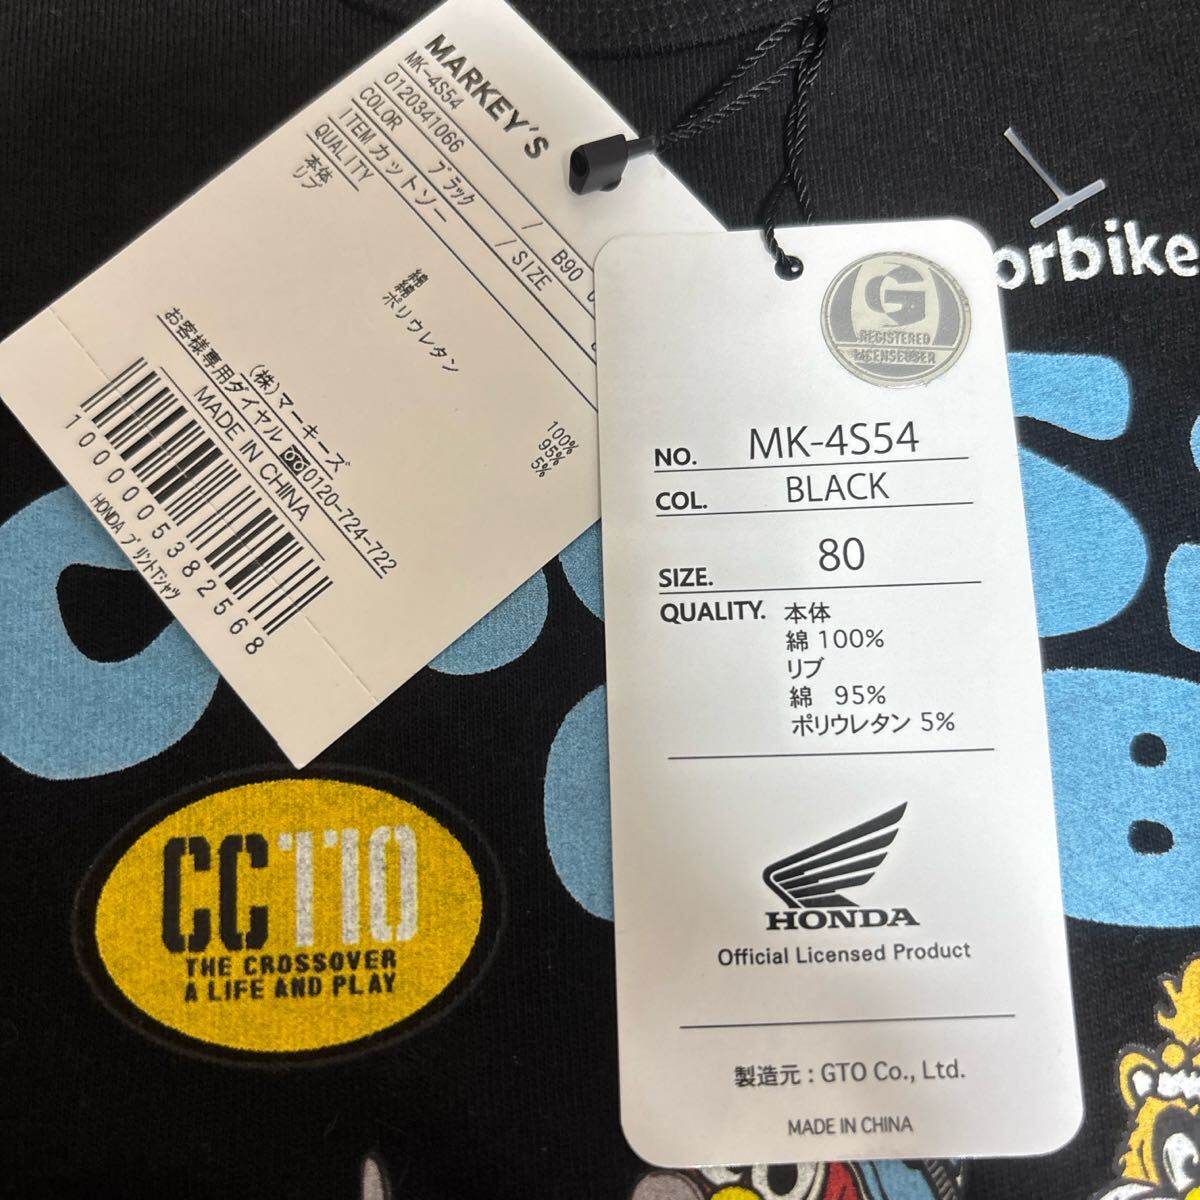 MARKEY'S
MK-4S54
0120341066
COLOR ブラック / B90
ITEM カットソー / SIZE
QUALITY
本体 綿 100%
リブ 綿 95%
ポリウレタン 5%
(株)マーキーズ
お客様専用ダイヤル 0120-724-722
MADE IN CHINA
1000005382568
HONDA プリントTシャツ
orbike
G
REGISTERED
LICENSEUSER
NO. MK-4S54
COL. BLACK
SIZE. 80
QUALITY. 本体
綿 100%
リブ
綿 95%
ポリウレタン 5%
HONDA
Official Licensed Product
製造元 : GTO Co., Ltd.
MADE IN CHINA
CC110
THE CROSSOVER
A LIFE AND PLAY